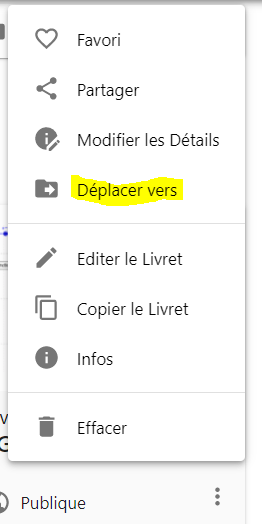 Favori
Partager
Modifier les Détails
Déplacer vers
Editer le Livret
Copier le Livret
Infos
Effacer
Publique